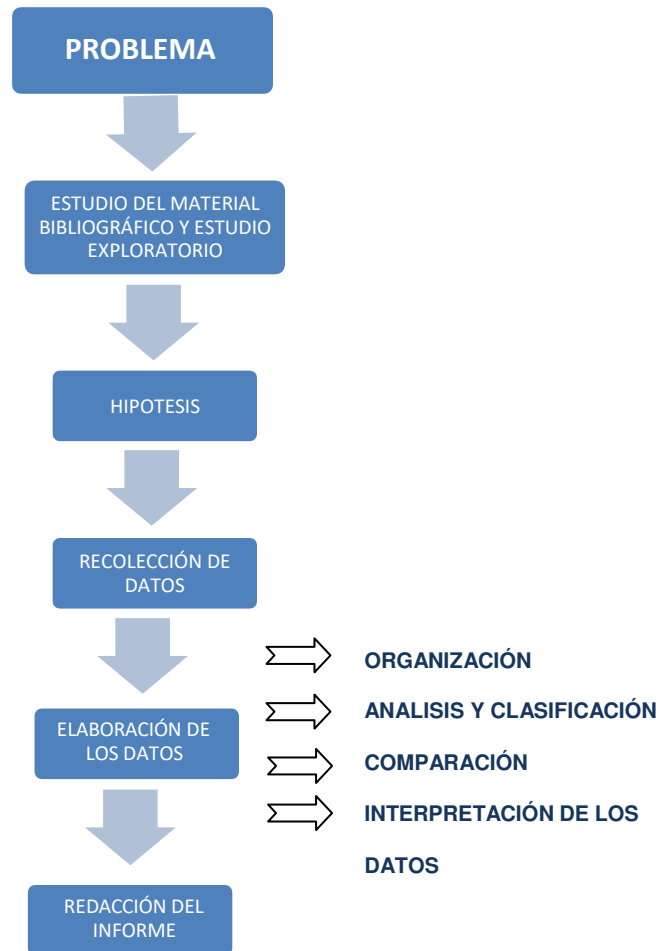 PROBLEMA
ESTUDIO DEL MATERIAL
BIBLIOGRÁFICO Y ESTUDIO
EXPLORATORIO
HIPOTESIS
RECOLECCIÓN DE
DATOS
ELABORACIÓN DE
LOS DATOS
ORGANIZACIÓN
ANALISIS Y CLASIFICACIÓN
COMPARACIÓN
INTERPRETACIÓN DE LOS
DATOS
REDACCIÓN DEL
INFORME